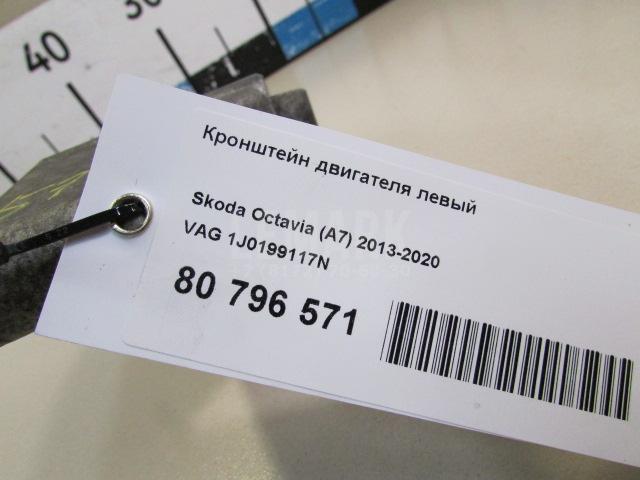 40
Кронштейн двигателя левый
Skoda Octavia (A7) 2013-2020
VAG 1J0199117N
80 796 571